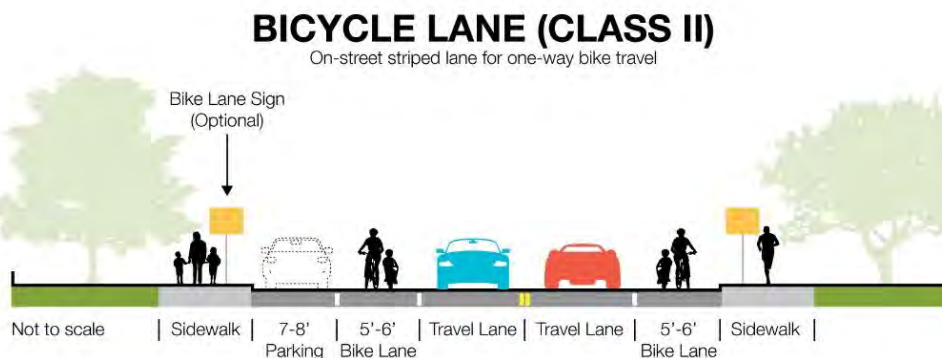 BICYCLE LANE (CLASS II)
On-street striped lane for one-way bike travel
Bike Lane Sign
(Optional)
Not to scale | Sidewalk | 7-8' | 5'-6' | Travel Lane | Travel Lane | 5'-6' | Sidewalk |
Parking Bike Lane Bike Lane